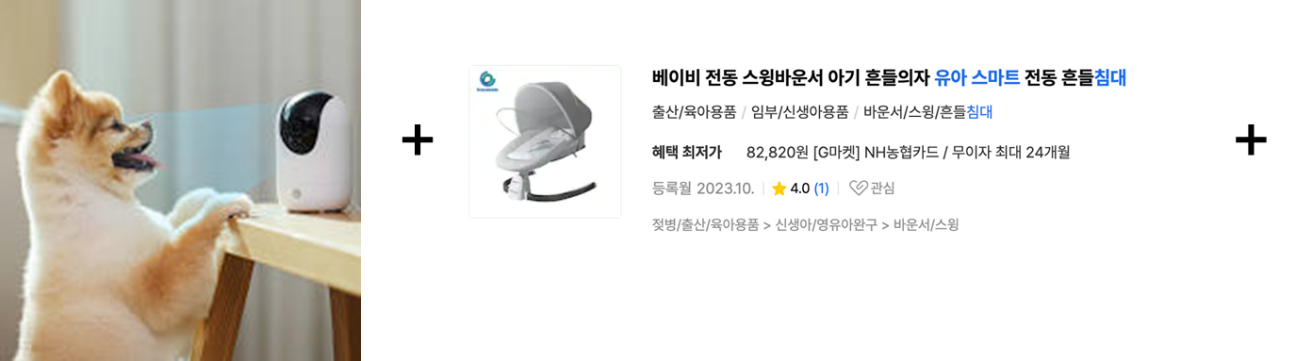 베이비 전동 스윙바운서 아기 흔들의자 유아 스마트 전동 흔들침대
출산/육아용품 / 임부/신생아용품 / 바운서/스윙/흔들침대
혜택 최저가 82,820원 [G마켓] NH농협카드 / 무이자 최대 24개월
등록월 2023.10. 4.0 (1) 관심
젖병/출산/육아용품 > 신생아/영유아완구 > 바운서/스윙
+
+